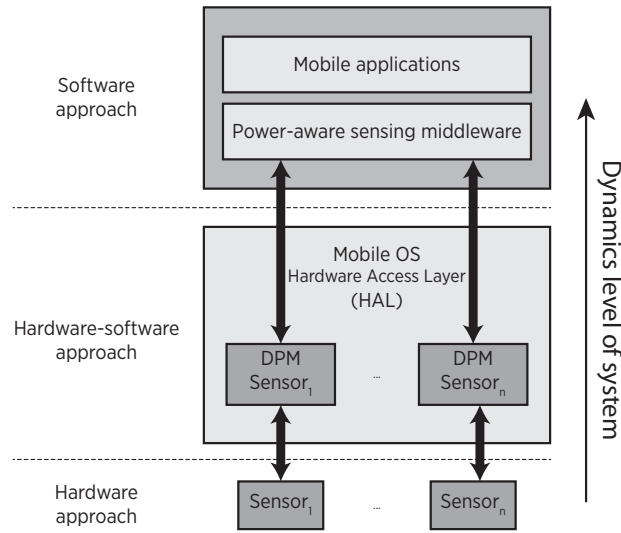 Software
approach
Mobile applications
Power-aware sensing middleware
Hardware-software
approach
Mobile OS
Hardware Access Layer
(HAL)
DPM
Sensor₁
...
DPM
Sensorₙ
Hardware
approach
Sensor₁
...
Sensorₙ
Dynamics level of system